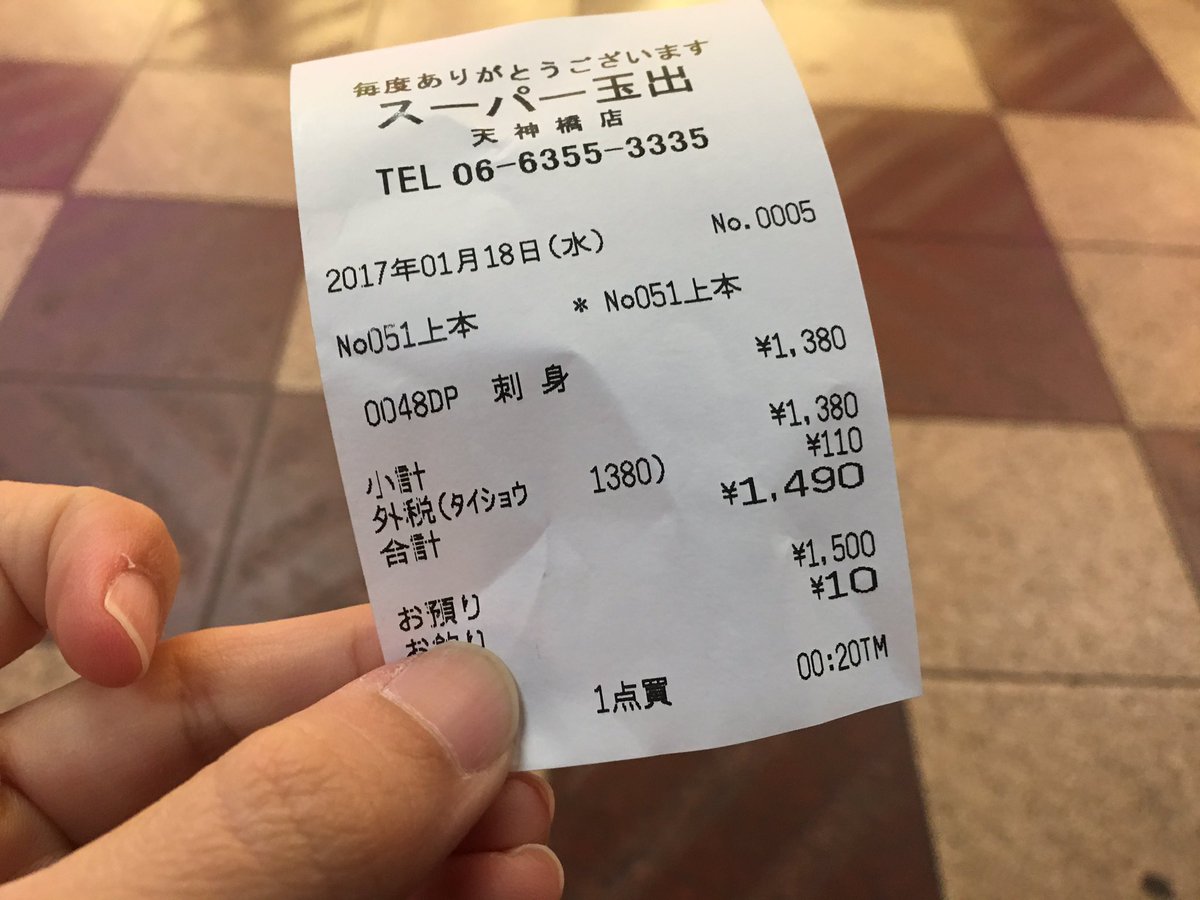 毎度ありがとうございます
スーパー玉出
天神橋店
TEL 06-6355-3335
2017年01月18日(水) No.0005
No051上本 * No051上本
0048DP 刺 身 ¥1,380
小計 ¥1,380
外税(タイショウ 1380) ¥110
合計 ¥1,490
お預り ¥1,500
お釣り ¥10
1点買 00:20TM